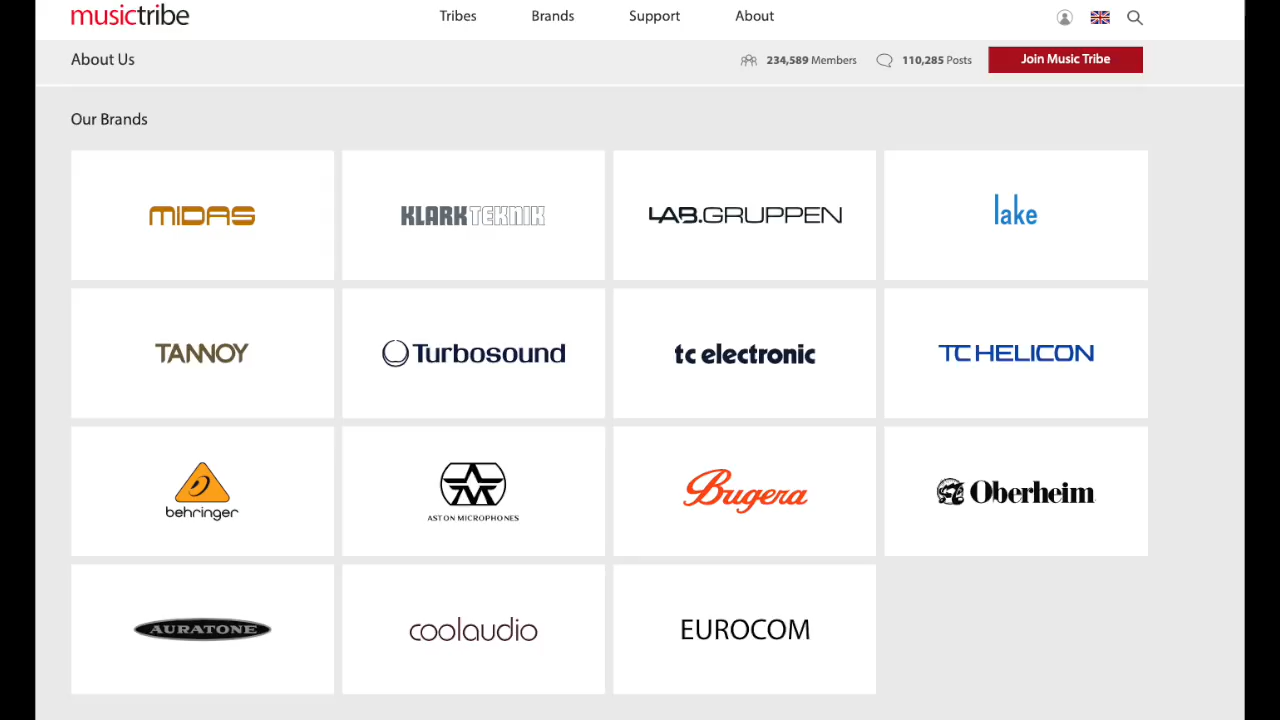 musictribe Tribes Brands Support About
About Us 234,589 Members 110,285 Posts Join Music Tribe
Our Brands
MIDAS KLARK TEKNIK LAB.GRUPPEN lake
TANNOY Turbosound tc electronic TC HELICON
behringer ASTON MICROPHONES Bugera Oberheim
AURATONE coolaudio EUROCOM